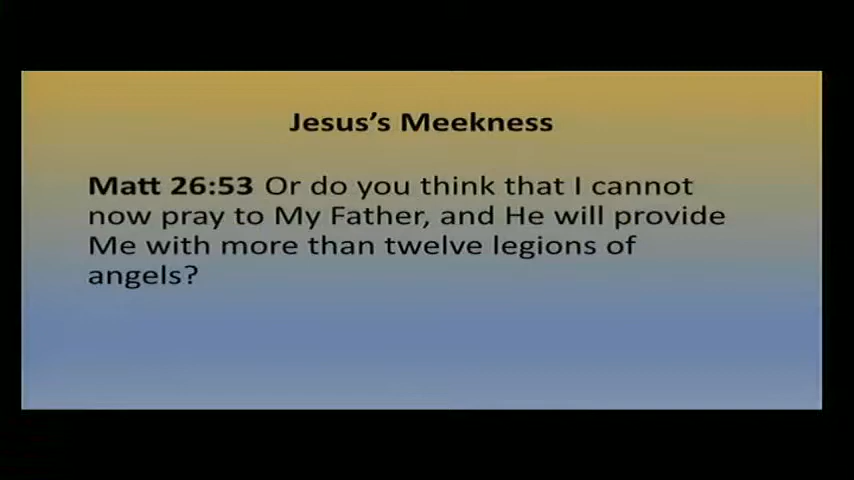 Jesus’s Meekness
Matt 26:53 Or do you think that I cannot
now pray to My Father, and He will provide
Me with more than twelve legions of
angels?